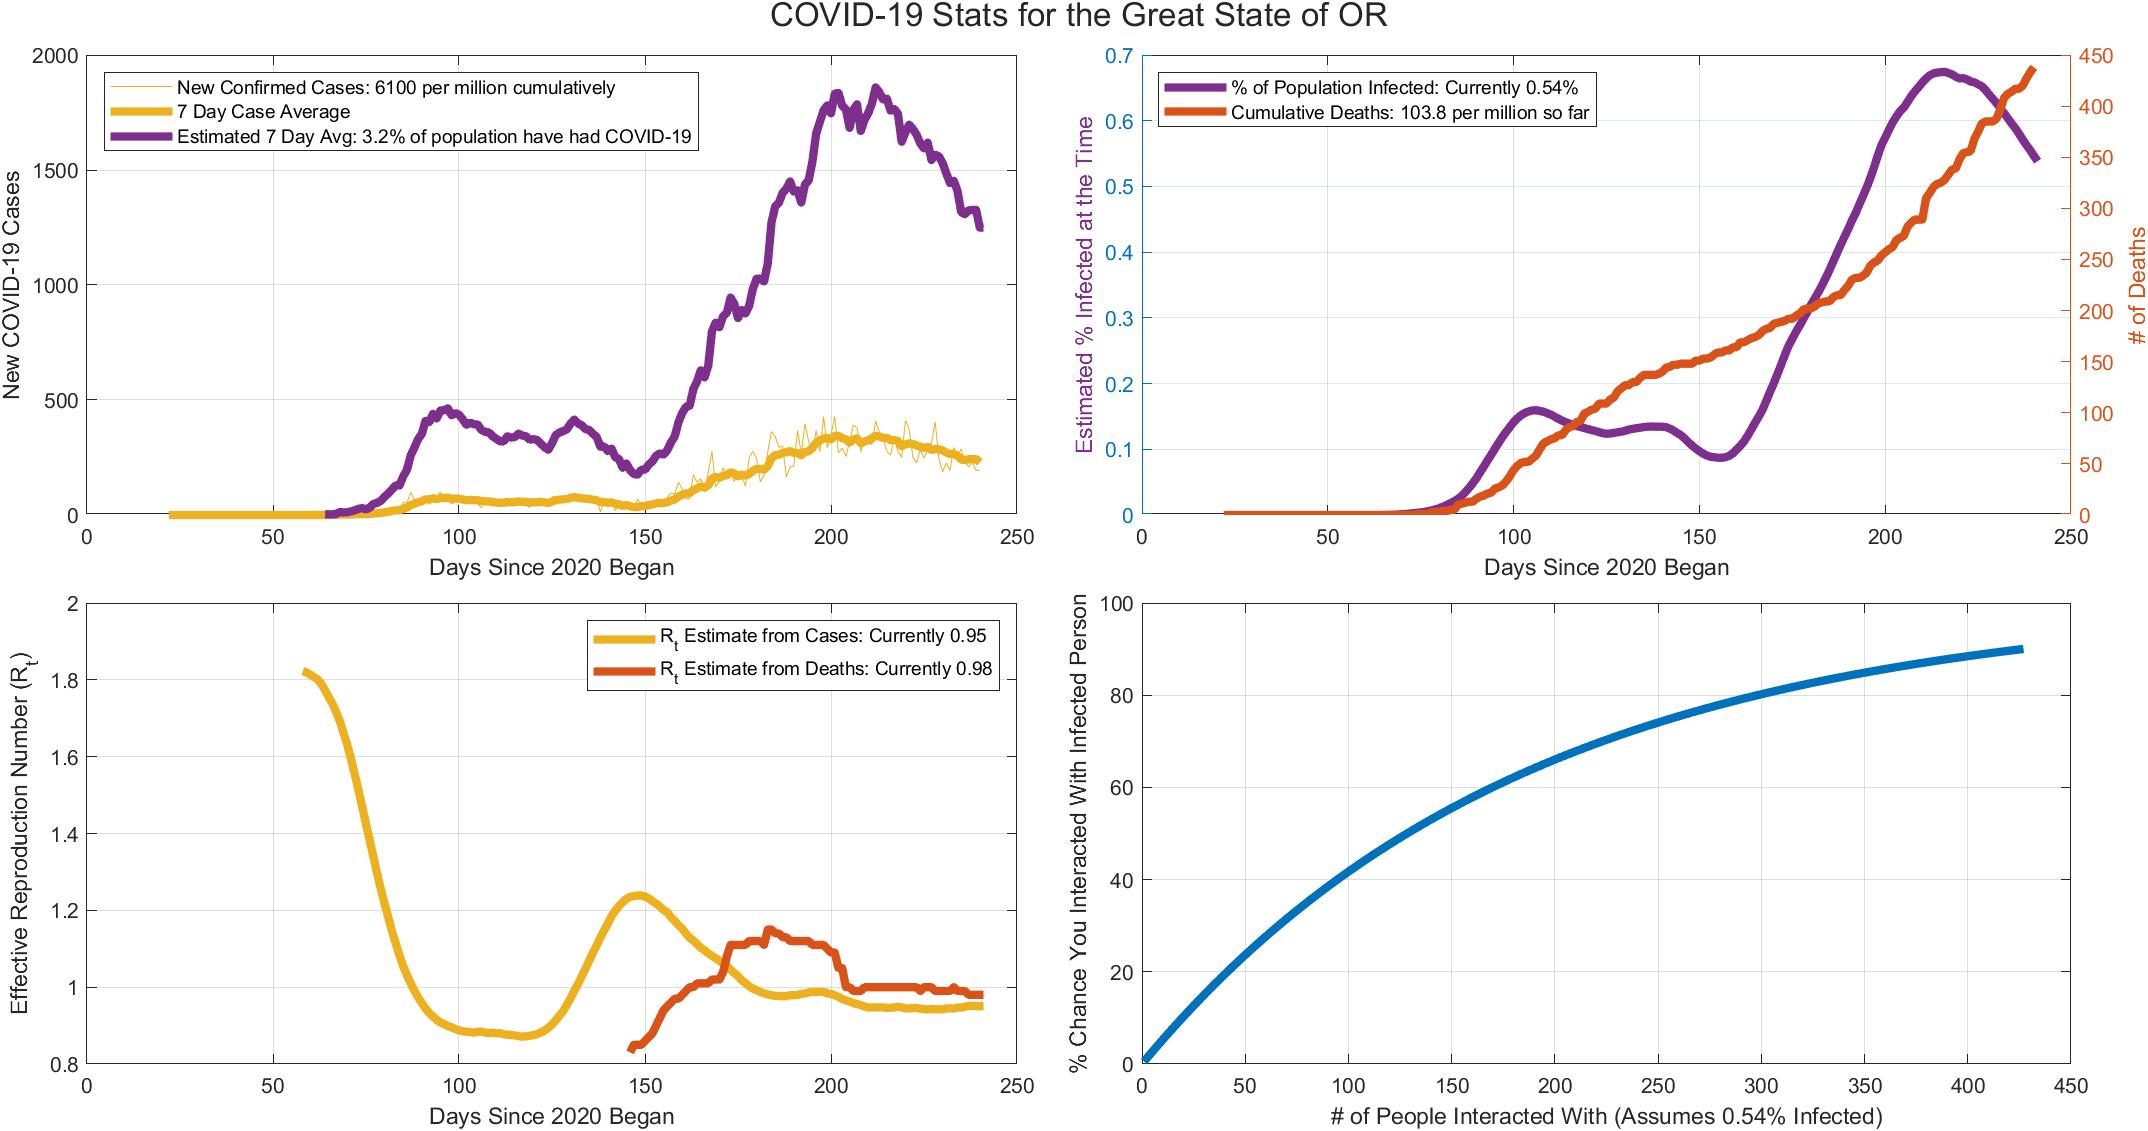 COVID-19 Stats for the Great State of OR
2000
1500
1000
500
0
New COVID-19 Cases
New Confirmed Cases: 6100 per million cumulatively
7 Day Case Average
Estimated 7 Day Avg: 3.2% of population have had COVID-19
0 50 100 150 200 250
Days Since 2020 Began
0.7
0.6
0.5
0.4
0.3
0.2
0.1
0
Estimated % Infected at the Time
% of Population Infected: Currently 0.54%
Cumulative Deaths: 103.8 per million so far
450
400
350
300
250
200
150
100
50
0
# of Deaths
0 50 100 150 200 250
Days Since 2020 Began
2
1.8
1.6
1.4
1.2
1
0.8
Effective Reproduction Number (Rt)
Rt Estimate from Cases: Currently 0.95
Rt Estimate from Deaths: Currently 0.98
0 50 100 150 200 250
Days Since 2020 Began
100
80
60
40
20
0
% Chance You Interacted With Infected Person
0 50 100 150 200 250 300 350 400 450
# of People Interacted With (Assumes 0.54% Infected)